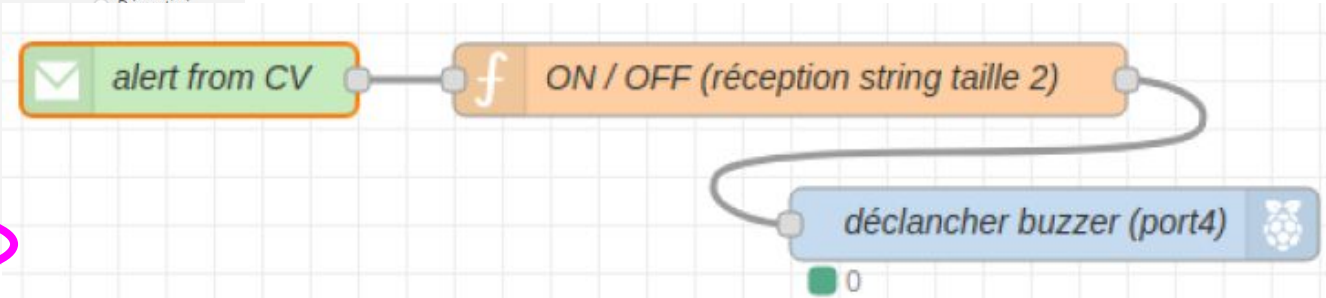 alert from CV
ON / OFF (réception string taille 2)
déclancher buzzer (port4)
0